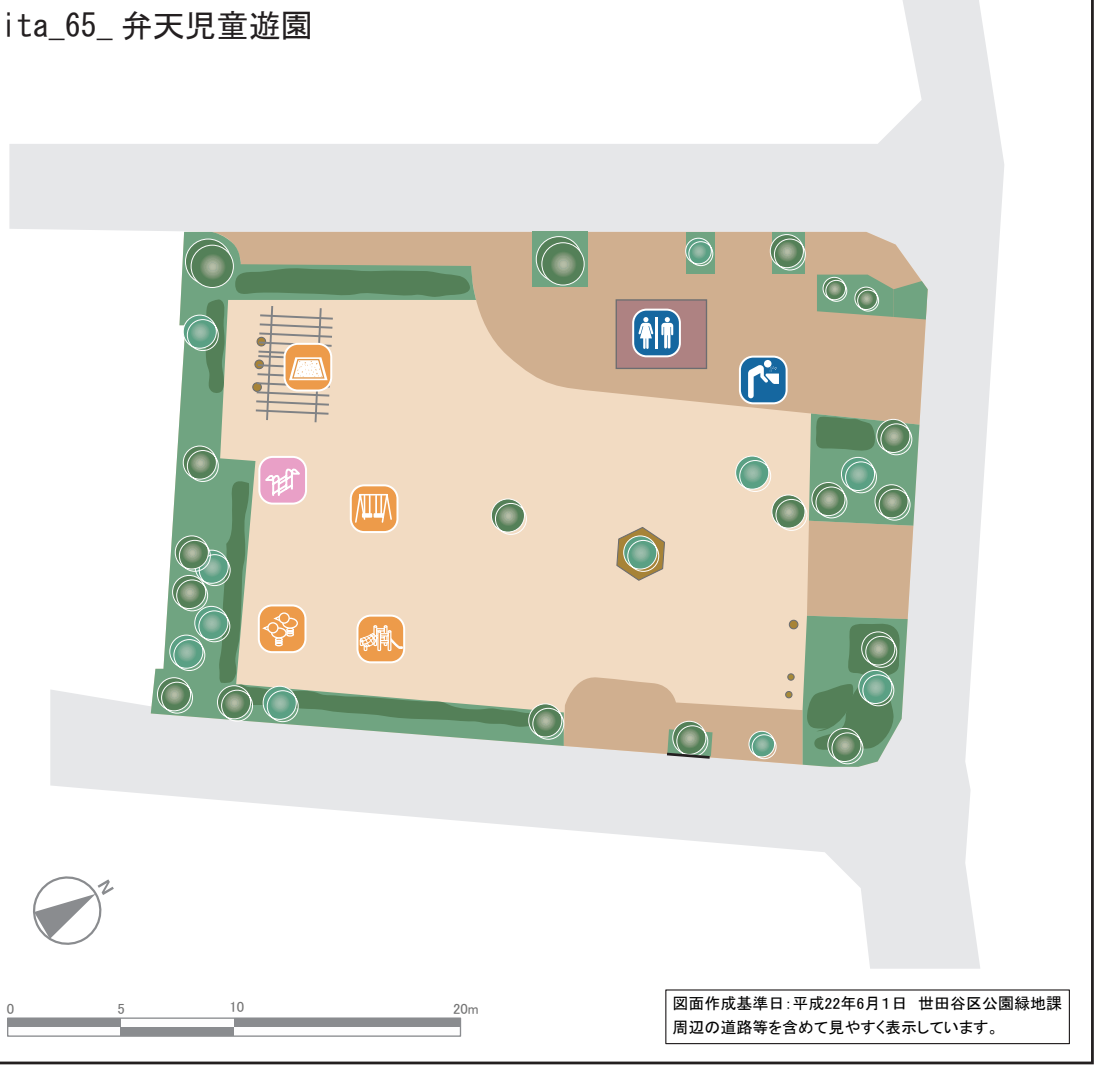 ita_65_ 弁天児童遊園
N
0 5 10 20m
図面作成基準日:平成22年6月1日 世田谷区公園緑地課
周辺の道路等を含めて見やすく表示しています。